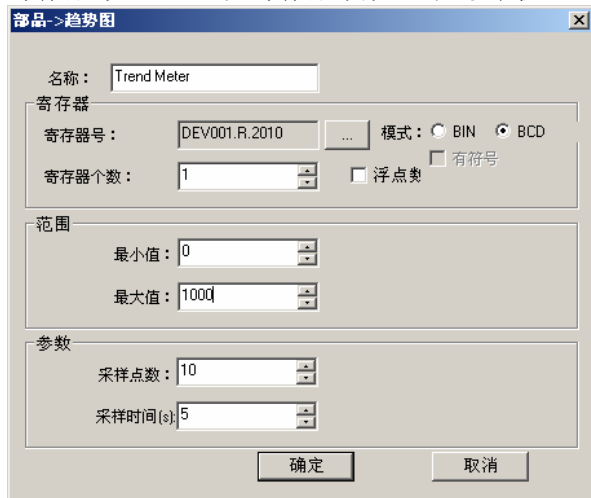 部品->趋势图
名称： Trend Meter
寄存器
寄存器号： DEV001.R.2010 ... 模式： BIN BCD
有符号
寄存器个数： 1 浮点
范围
最小值： 0
最大值： 1000
参数
采样点数： 10
采样时间(s): 5
确定 取消